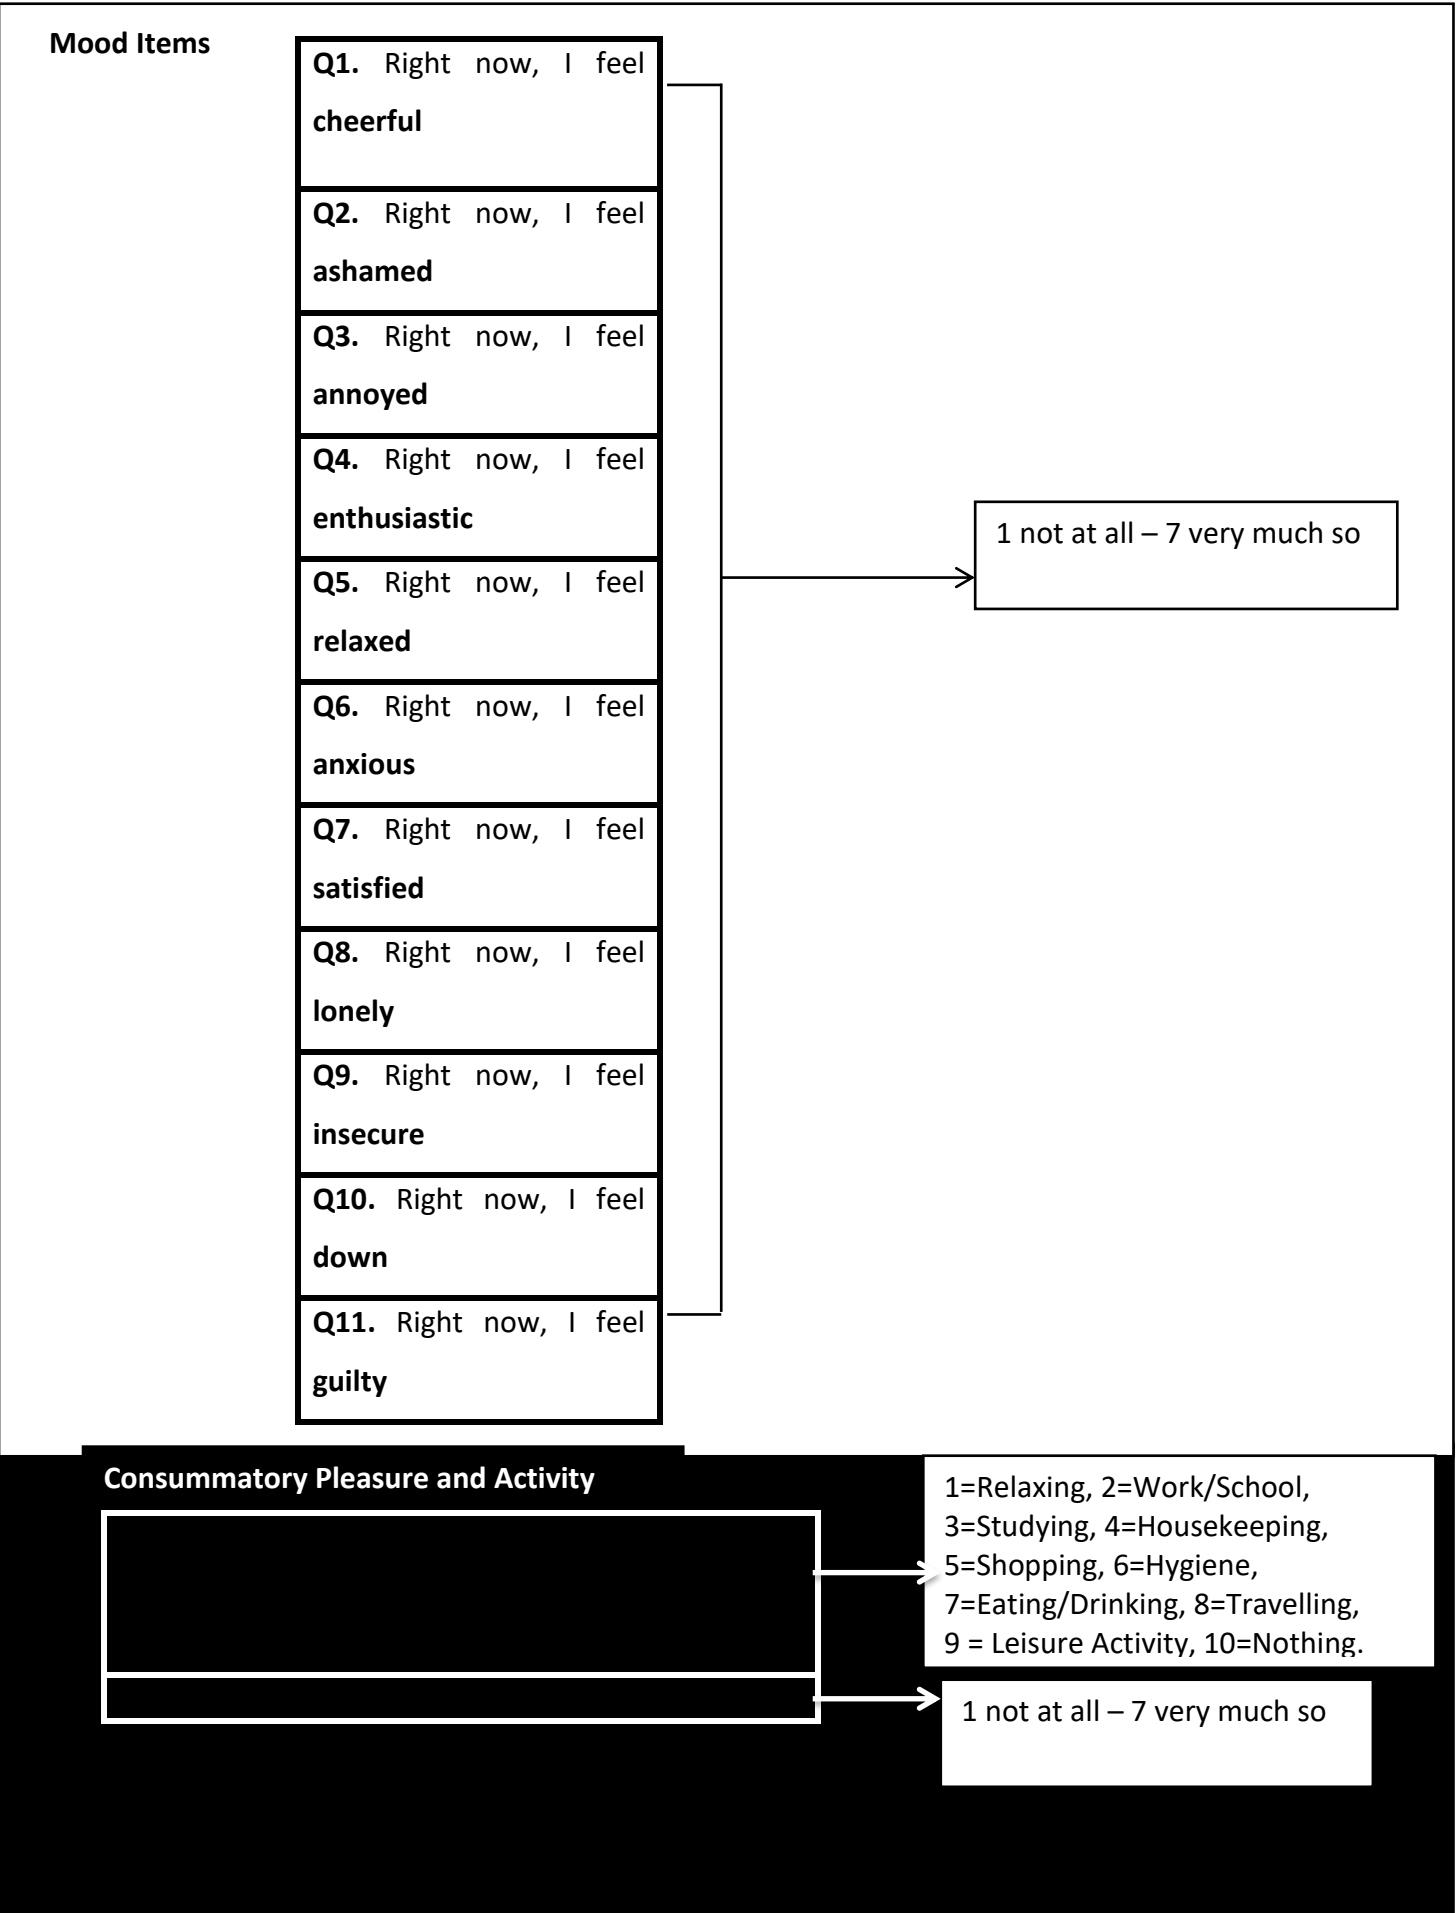 Mood Items
Q1. Right now, I feel
cheerful
Q2. Right now, I feel
ashamed
Q3. Right now, I feel
annoyed
Q4. Right now, I feel
enthusiastic
1 not at all – 7 very much so
Q5. Right now, I feel
relaxed
Q6. Right now, I feel
anxious
Q7. Right now, I feel
satisfied
Q8. Right now, I feel
lonely
Q9. Right now, I feel
insecure
Q10. Right now, I feel
down
Q11. Right now, I feel
guilty
Consummatory Pleasure and Activity
1=Relaxing, 2=Work/School,
3=Studying, 4=Housekeeping,
5=Shopping, 6=Hygiene,
7=Eating/Drinking, 8=Travelling,
9 = Leisure Activity, 10=Nothing.
1 not at all – 7 very much so